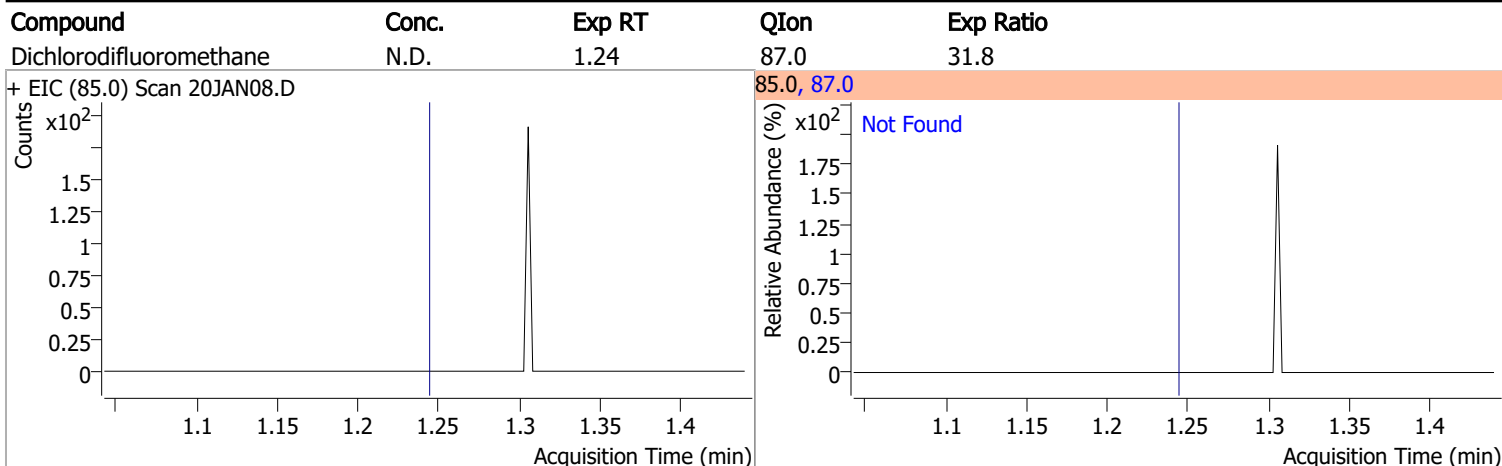 Compound Conc. Exp RT QIon Exp Ratio
Dichlorodifluoromethane N.D. 1.24 87.0 31.8
+ EIC (85.0) Scan 20JAN08.D
Counts
x10²
1.5
1.25
1
0.75
0.5
0.25
0
1.1 1.15 1.2 1.25 1.3 1.35 1.4
Acquisition Time (min)
85.0, 87.0
Relative Abundance (%)
x10²
Not Found
1.75
1.5
1.25
1
0.75
0.5
0.25
0
1.1 1.15 1.2 1.25 1.3 1.35 1.4
Acquisition Time (min)